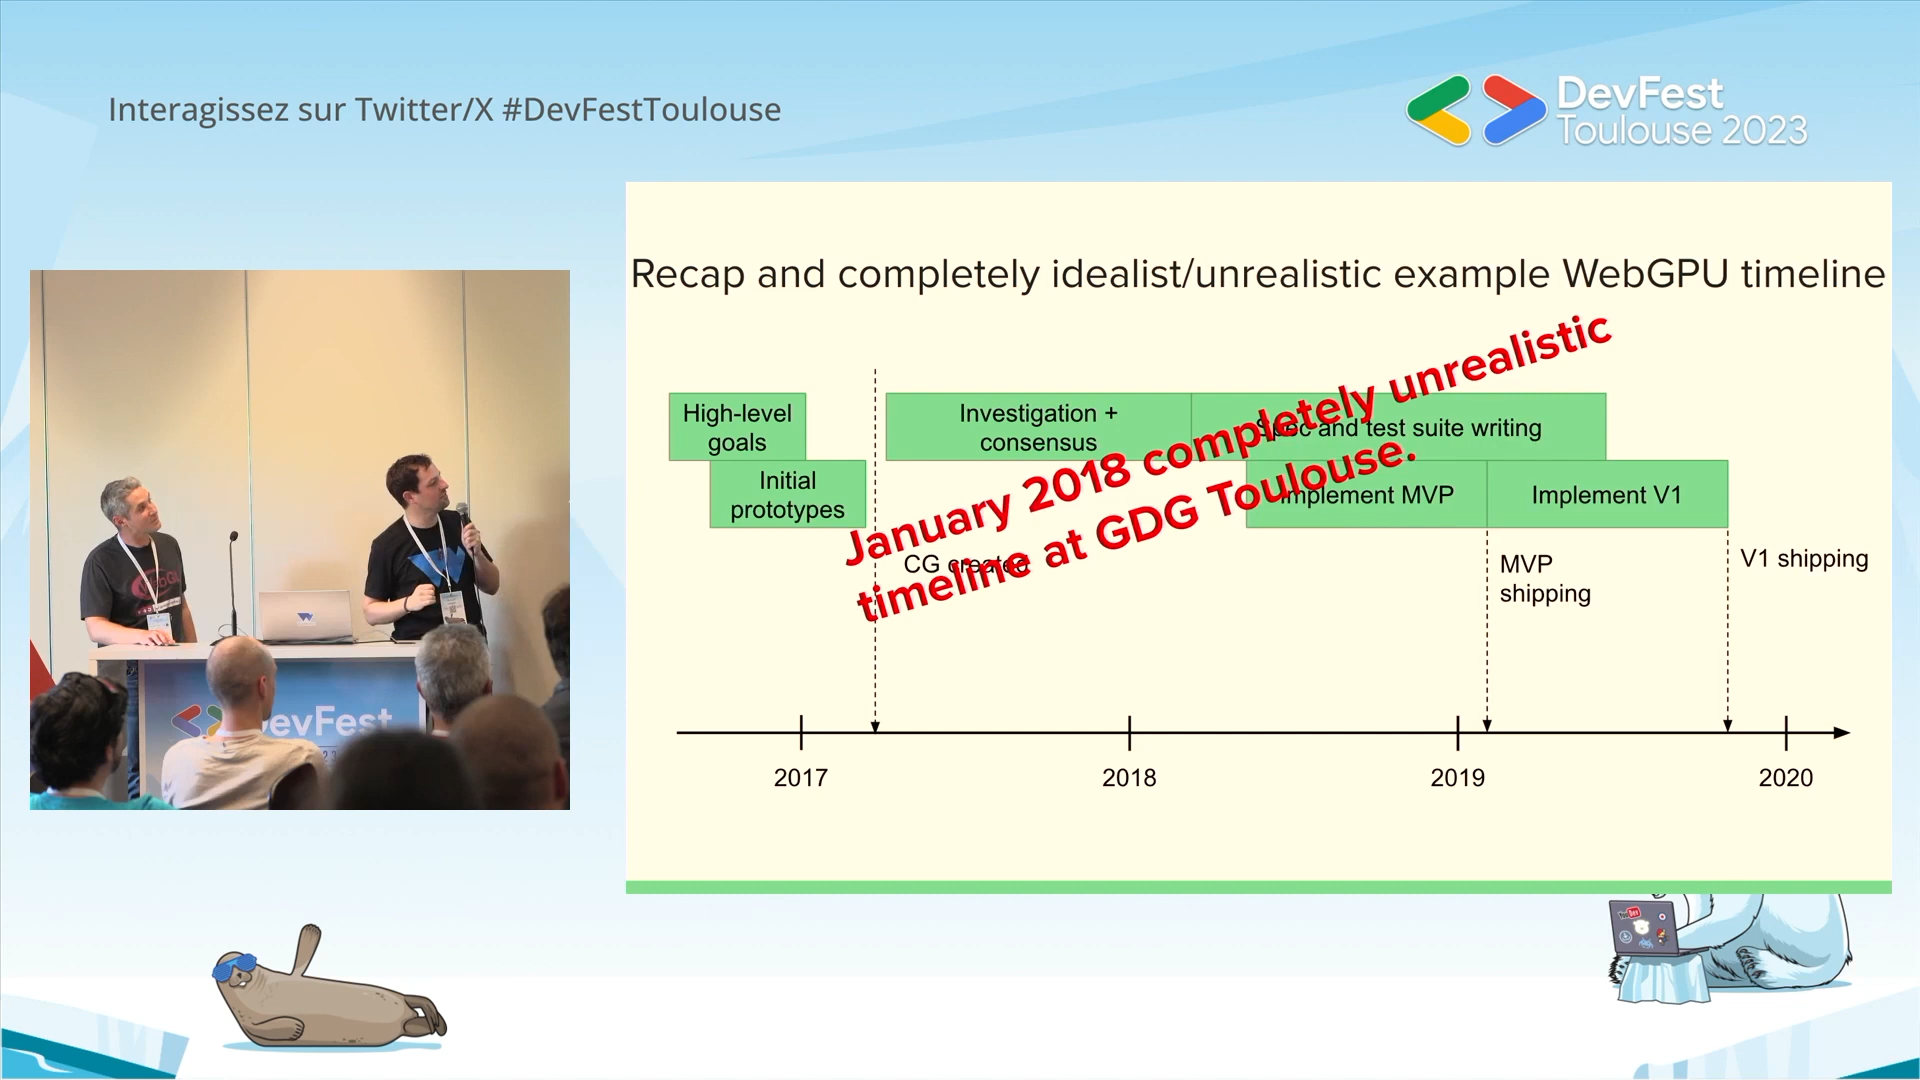 Interagissez sur Twitter/X #DevFestToulouse
DevFest
Toulouse 2023
Recap and completely idealist/unrealistic example WebGPU timeline
High-level
goals
Investigation +
consensus
Spec and test suite writing
Initial
prototypes
Implement MVP
Implement V1
January 2018 completely unrealistic
timeline at GDG Toulouse.
CG created
MVP
shipping
V1 shipping
2017
2018
2019
2020
DevFest